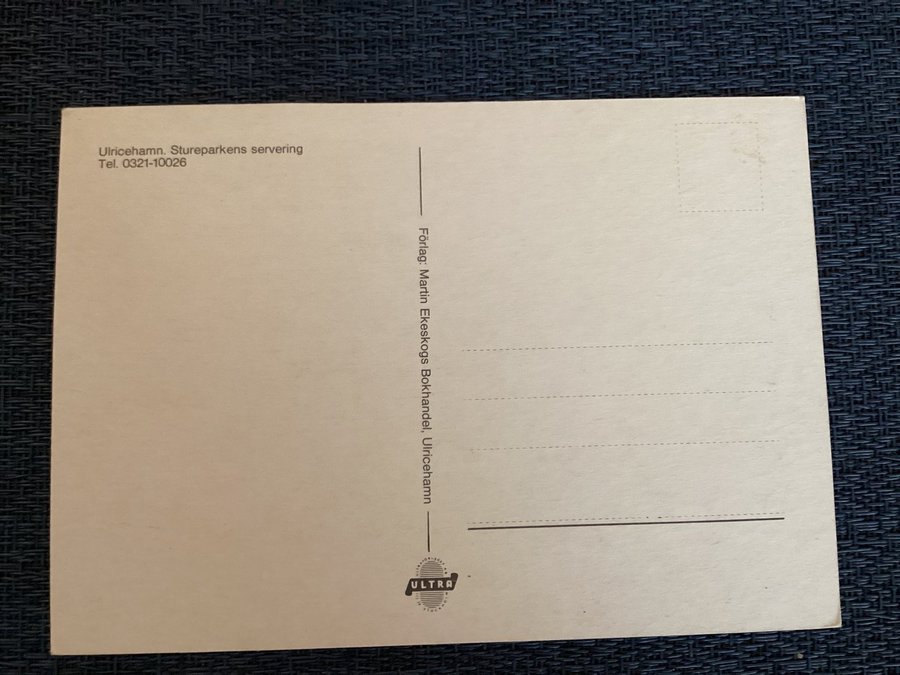 Ulricehamn. Stureparkens servering
Tel. 0321-10026
Förlag: Martin Ekeskogs Bokhandel, Ulricehamn
ULTRA